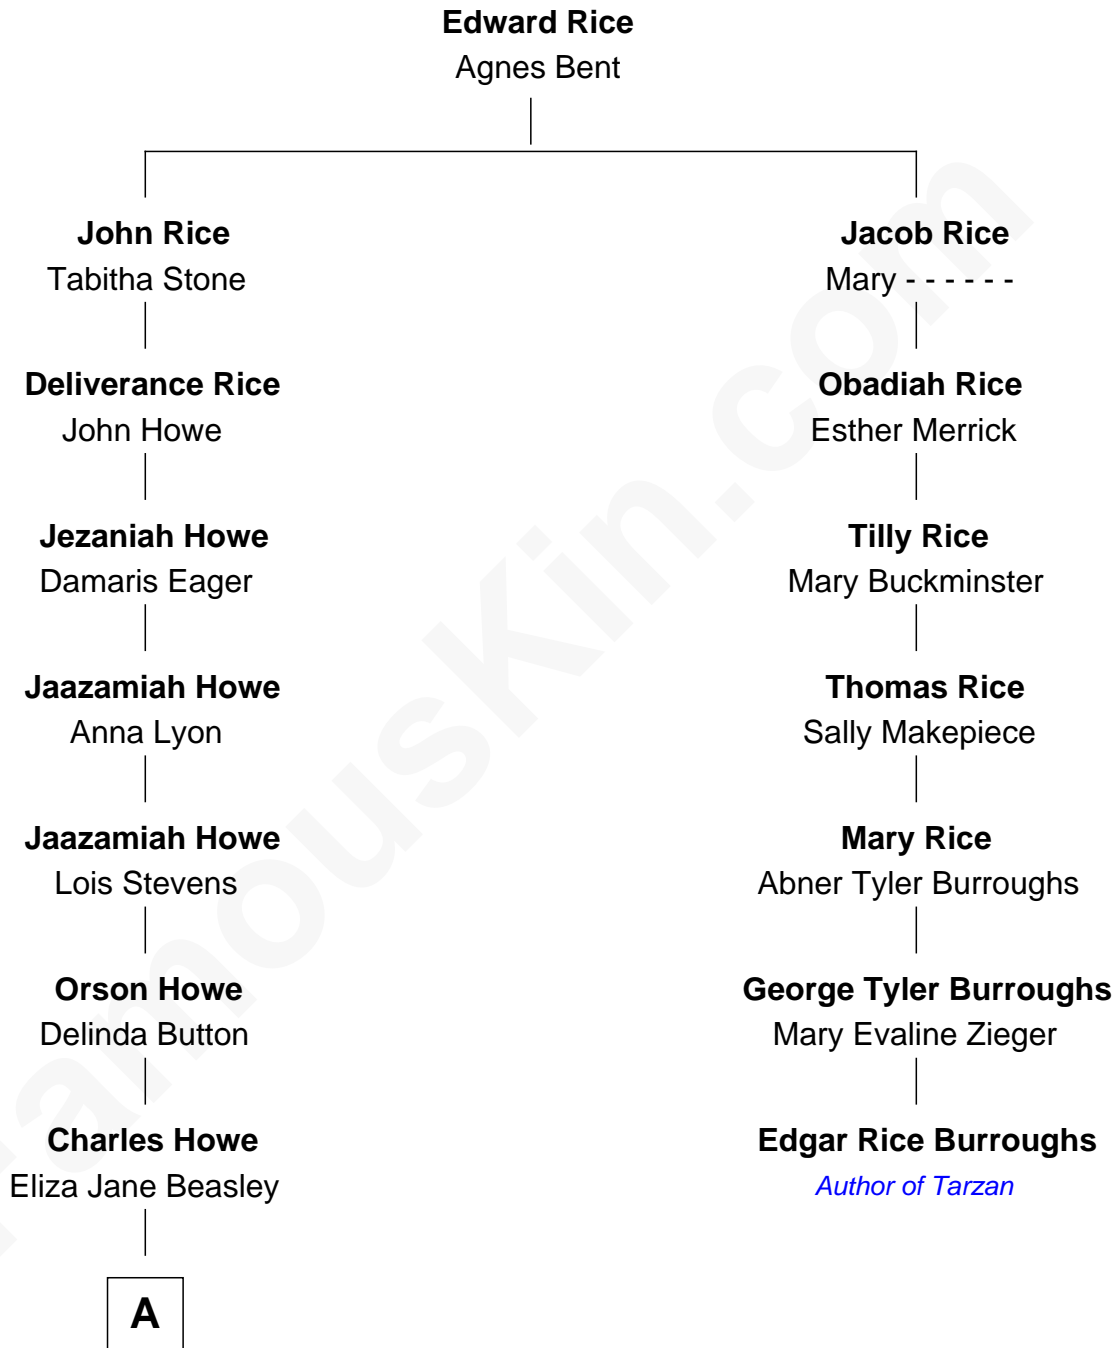 Edward Rice
Agnes Bent
John Rice
Tabitha Stone
Jacob Rice
Mary - - - - - -
Deliverance Rice
John Howe
Obadiah Rice
Esther Merrick
Jezaniah Howe
Damaris Eager
Tilly Rice
Mary Buckminster
Jaazamiah Howe
Anna Lyon
Thomas Rice
Sally Makepiece
Jaazamiah Howe
Lois Stevens
Mary Rice
Abner Tyler Burroughs
Orson Howe
Delinda Button
George Tyler Burroughs
Mary Evaline Zieger
Charles Howe
Eliza Jane Beasley
Edgar Rice Burroughs
Author of Tarzan
A
FamousKin.com